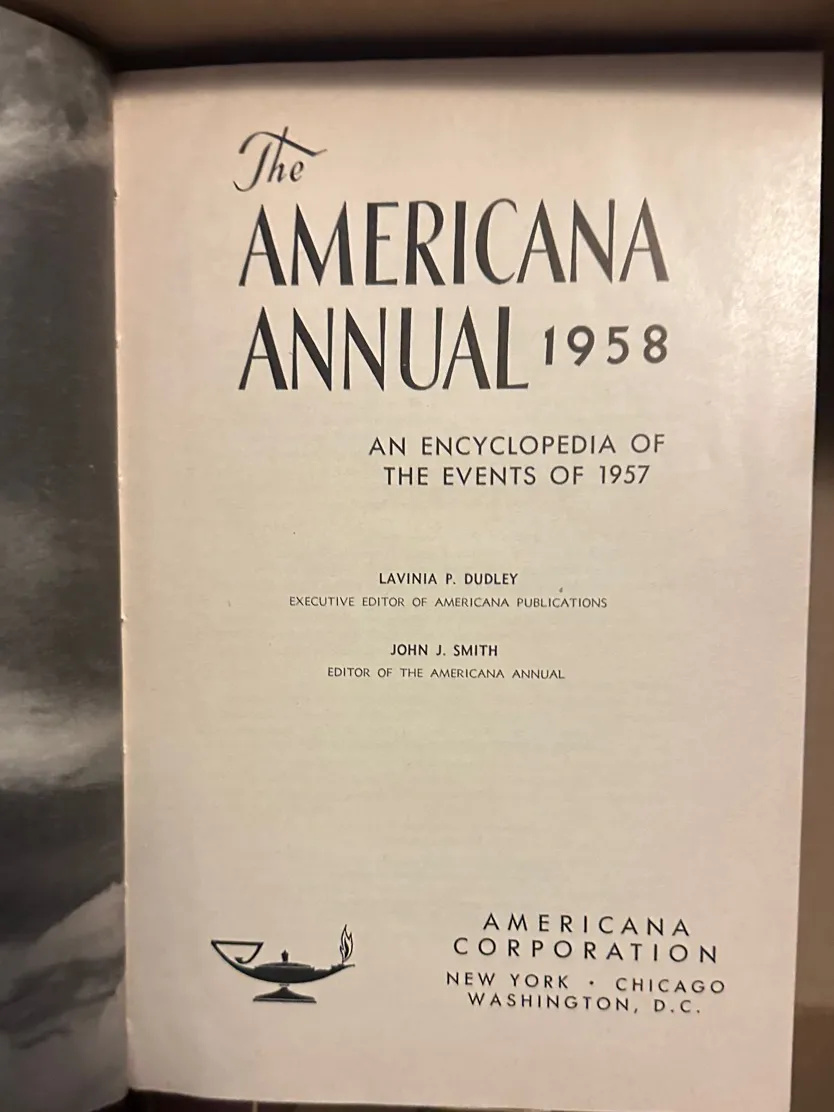 The
AMERICANA
ANNUAL 1958
AN ENCYCLOPEDIA OF
THE EVENTS OF 1957
LAVINIA P. DUDLEY
EXECUTIVE EDITOR OF AMERICANA PUBLICATIONS
JOHN J. SMITH
EDITOR OF THE AMERICANA ANNUAL
AMERICANA
CORPORATION
NEW YORK · CHICAGO
WASHINGTON, D.C.